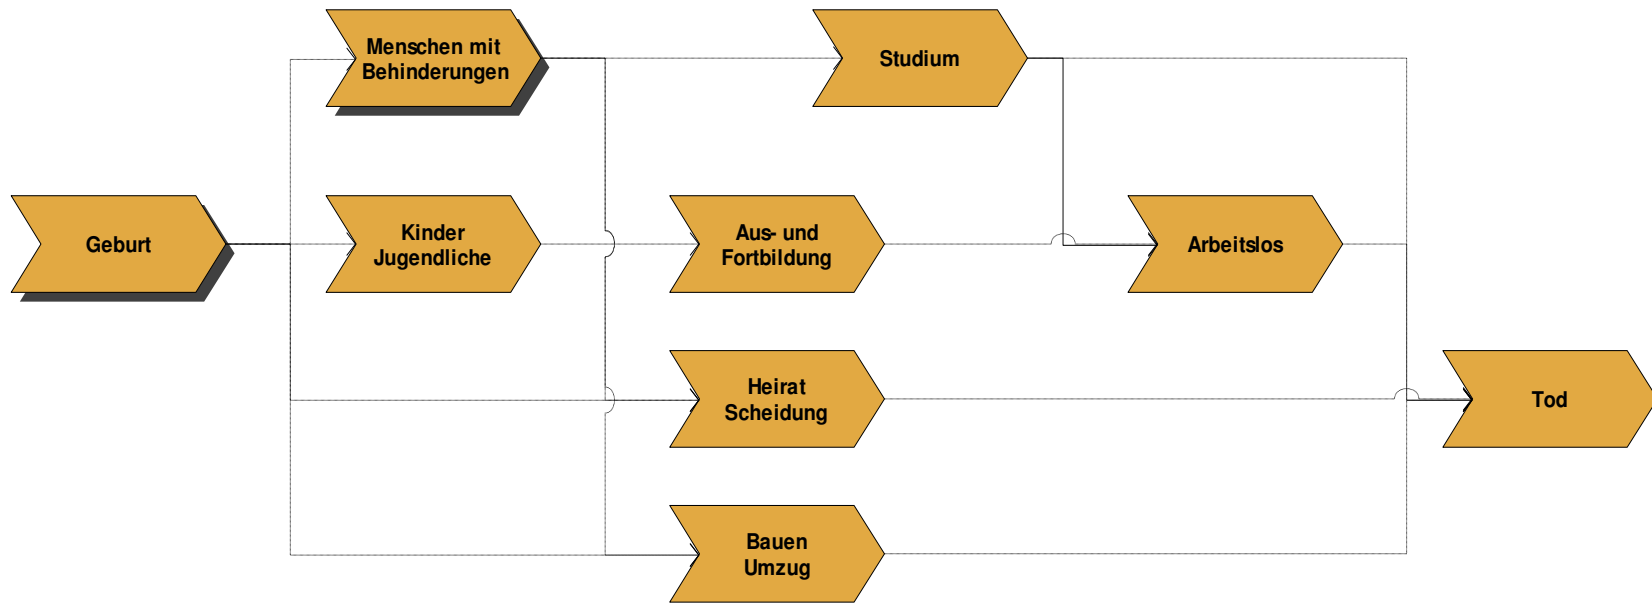 Menschen mit
Behinderungen
Studium
Geburt
Kinder
Jugendliche
Aus- und
Fortbildung
Arbeitslos
Heirat
Scheidung
Tod
Bauen
Umzug